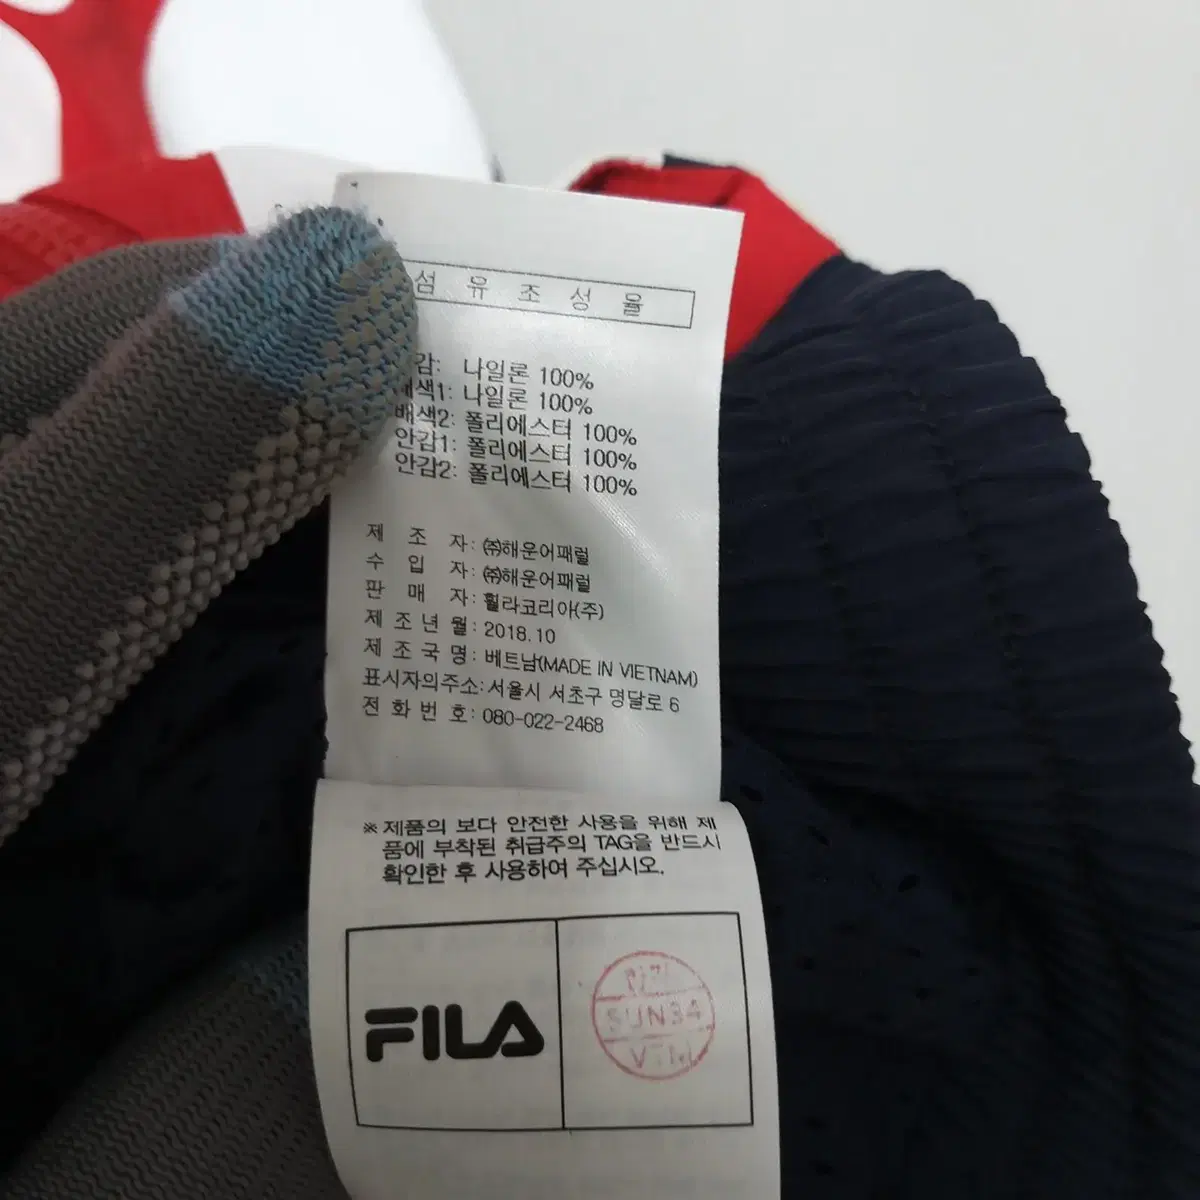 섬 유 조 성 율
감: 나일론 100%
배색1: 나일론 100%
배색2: 폴리에스터 100%
안감1: 폴리에스터 100%
안감2: 폴리에스터 100%
제 조 자: ㈜해운어패럴
수 입 자: ㈜해운어패럴
판 매 자: 휠라코리아(주)
제 조 년 월: 2018.10
제 조 국 명: 베트남(MADE IN VIETNAM)
표시자의주소: 서울시 서초구 명달로 6
전 화 번 호: 080-022-2468
※ 제품의 보다 안전한 사용을 위해 제
품에 부착된 취급주의 TAG을 반드시
확인한 후 사용하여 주십시오.
FILA
SUN34